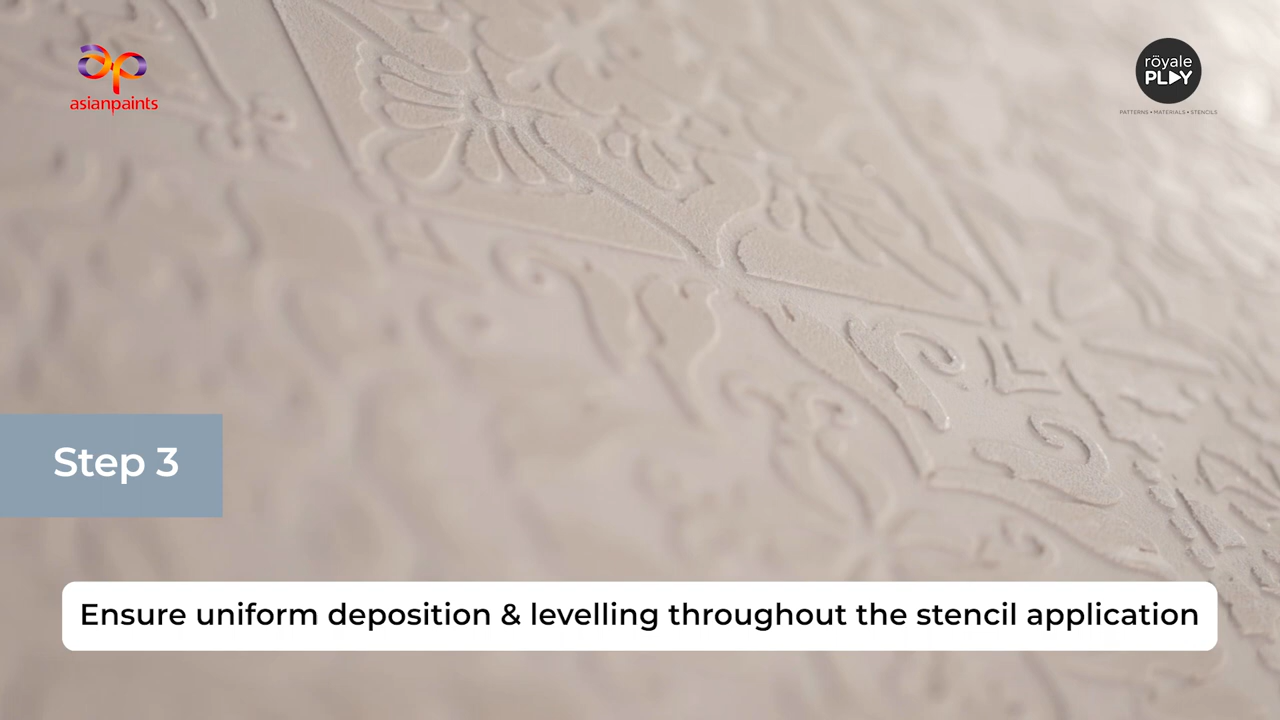 asianpaints
röyale
PLAY
PATTERNS • MATERIALS • STENCILS
Step 3
Ensure uniform deposition & levelling throughout the stencil application